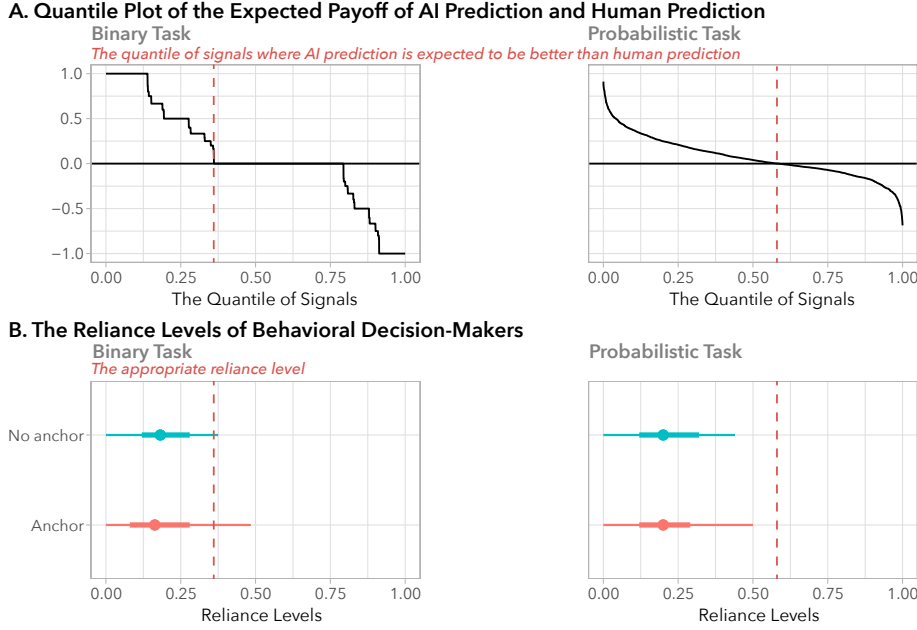 A. Quantile Plot of the Expected Payoff of AI Prediction and Human Prediction
Binary Task
Probabilistic Task
The quantile of signals where AI prediction is expected to be better than human prediction
1.0
0.5
0.0
−0.5
−1.0
0.00 0.25 0.50 0.75 1.00
0.00 0.25 0.50 0.75 1.00
The Quantile of Signals
The Quantile of Signals
B. The Reliance Levels of Behavioral Decision-Makers
Binary Task
Probabilistic Task
The appropriate reliance level
No anchor
Anchor
0.00 0.25 0.50 0.75 1.00
0.00 0.25 0.50 0.75 1.00
Reliance Levels
Reliance Levels